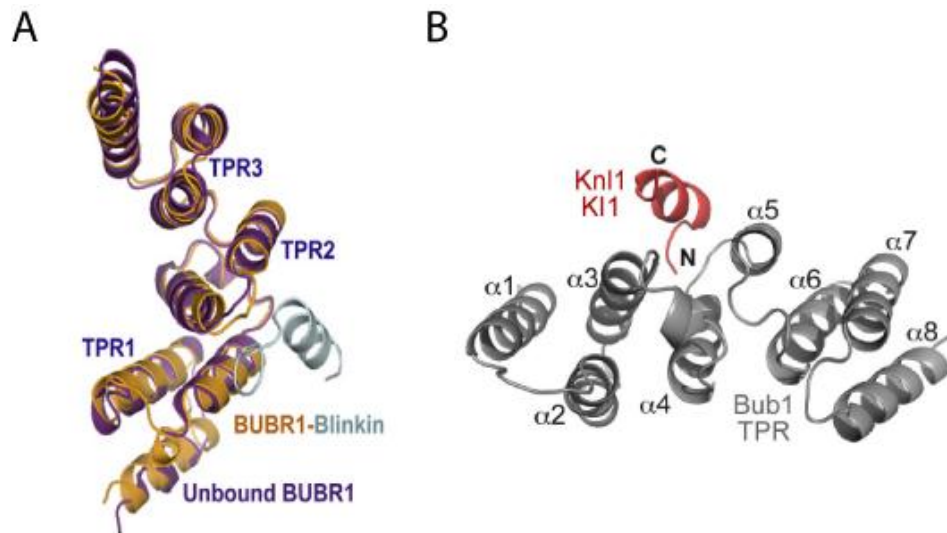 A
TPR3
TPR2
TPR1
BUBR1-Blinkin
Unbound BUBR1
B
C
Knl1
KI1
N
α1
α2
α3
α4
α5
α6
α7
α8
Bub1
TPR